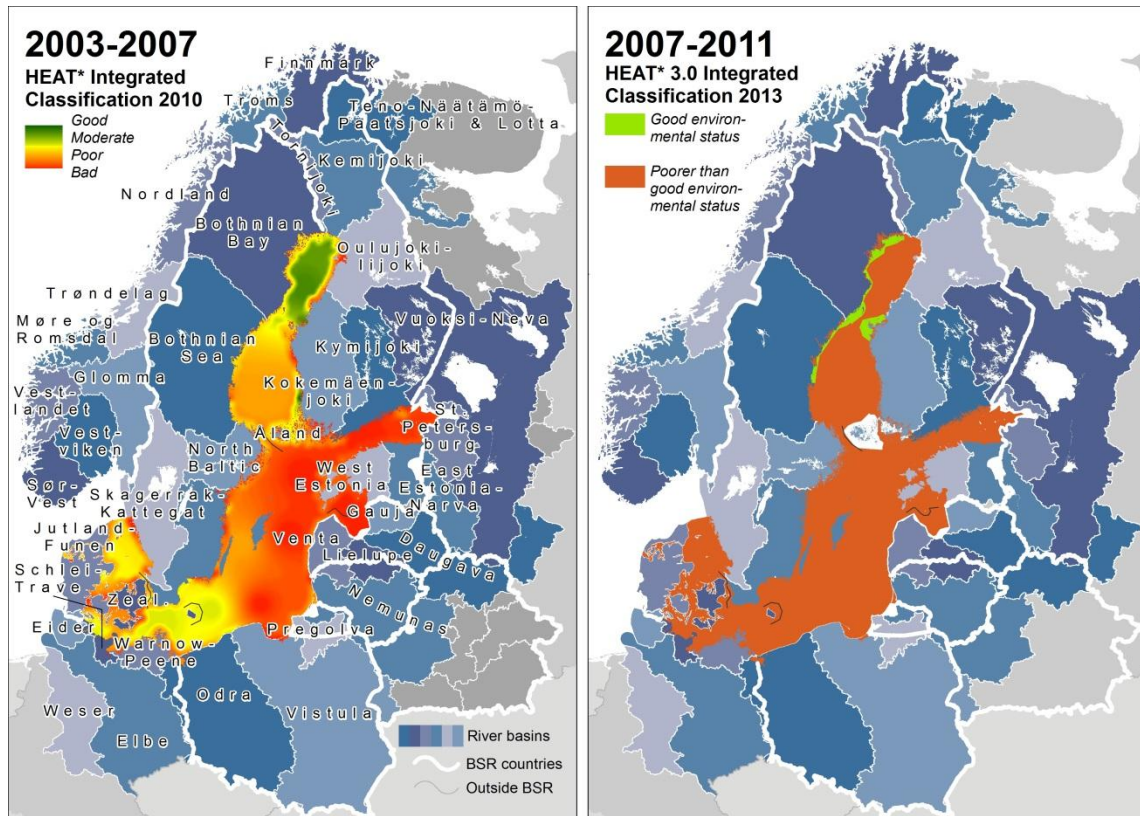 2003-2007
HEAT* Integrated
Classification 2010
Good
Moderate
Poor
Bad
Finnmark
Troms
Teno-Näätämö-
Paatsjoki & Lotta
Tornijoki
Kemijoki
Nordland
Bothnian
Bay
Oulujoki-
Iijoki
Trøndelag
Møre og
Romsdal
Bothnian
Sea
Vuoksi-Neva
Kymijoki
Glomma
Kokemäen-
joki
Vest-
landet
Vest-
viken
Åland
St.
Peters-
burg
North
Baltic
West
Estonia
East
Estonia-
Narva
Sør-
Vest
Skagerrak-
Kattegat
Gauja
Jutland-
Funen
Venta
Lielupe
Daugava
Schlei-
Trave
Zeal.
Nemunas
Eider
Warnow-
Peene
Pregolva
Odra
Weser
Vistula
Elbe
River basins
BSR countries
Outside BSR
2007-2011
HEAT* 3.0 Integrated
Classification 2013
Good environ-
mental status
Poorer than
good environ-
mental status